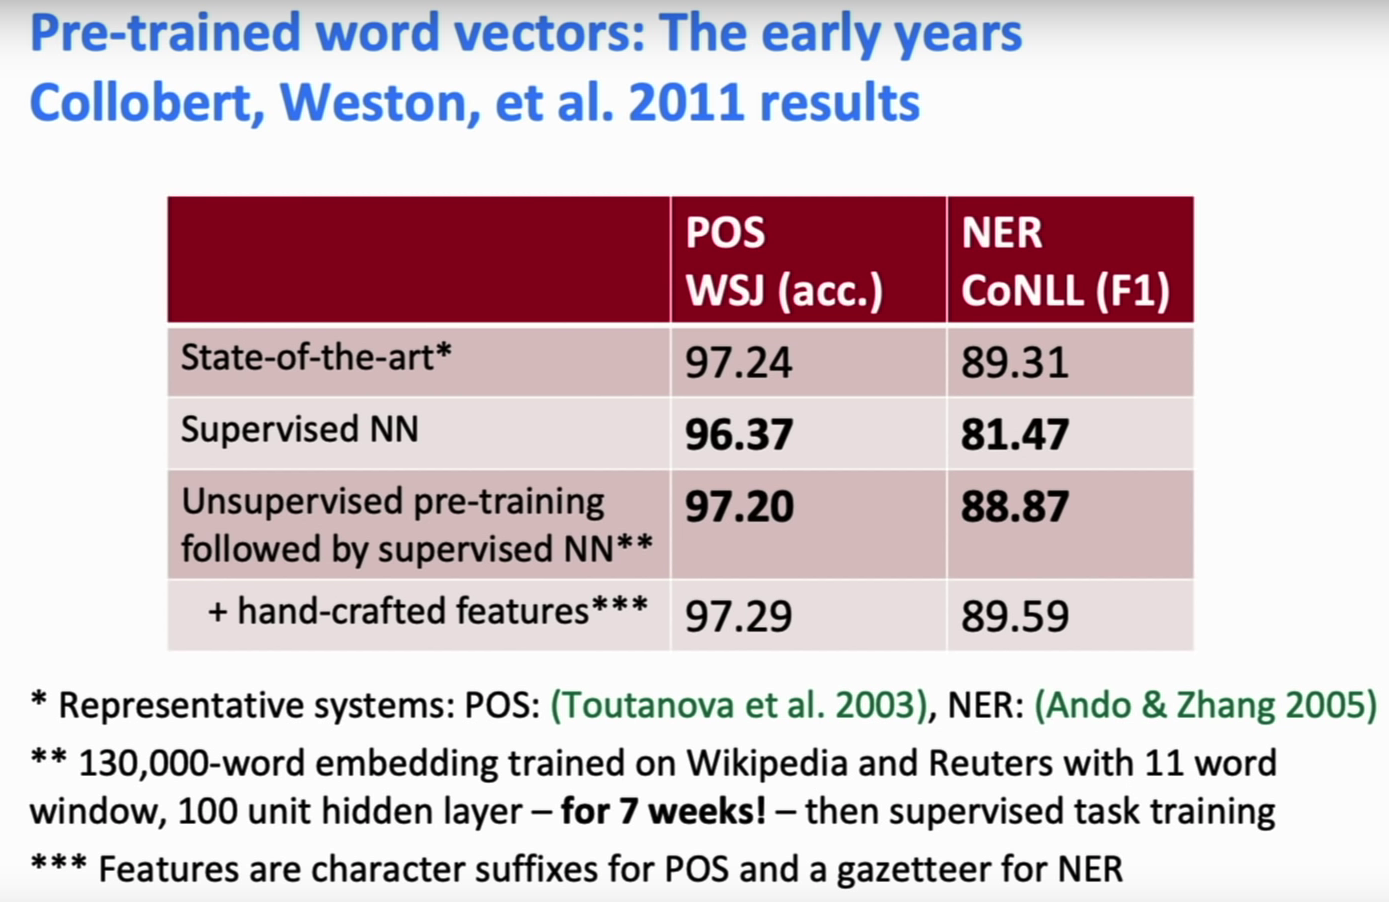 Pre-trained word vectors: The early years
Collobert, Weston, et al. 2011 results
POS
WSJ (acc.)
NER
CoNLL (F1)
State-of-the-art* 97.24 89.31
Supervised NN 96.37 81.47
Unsupervised pre-training
followed by supervised NN** 97.20 88.87
+ hand-crafted features*** 97.29 89.59
* Representative systems: POS: (Toutanova et al. 2003), NER: (Ando & Zhang 2005)
** 130,000-word embedding trained on Wikipedia and Reuters with 11 word
window, 100 unit hidden layer – for 7 weeks! – then supervised task training
*** Features are character suffixes for POS and a gazetteer for NER